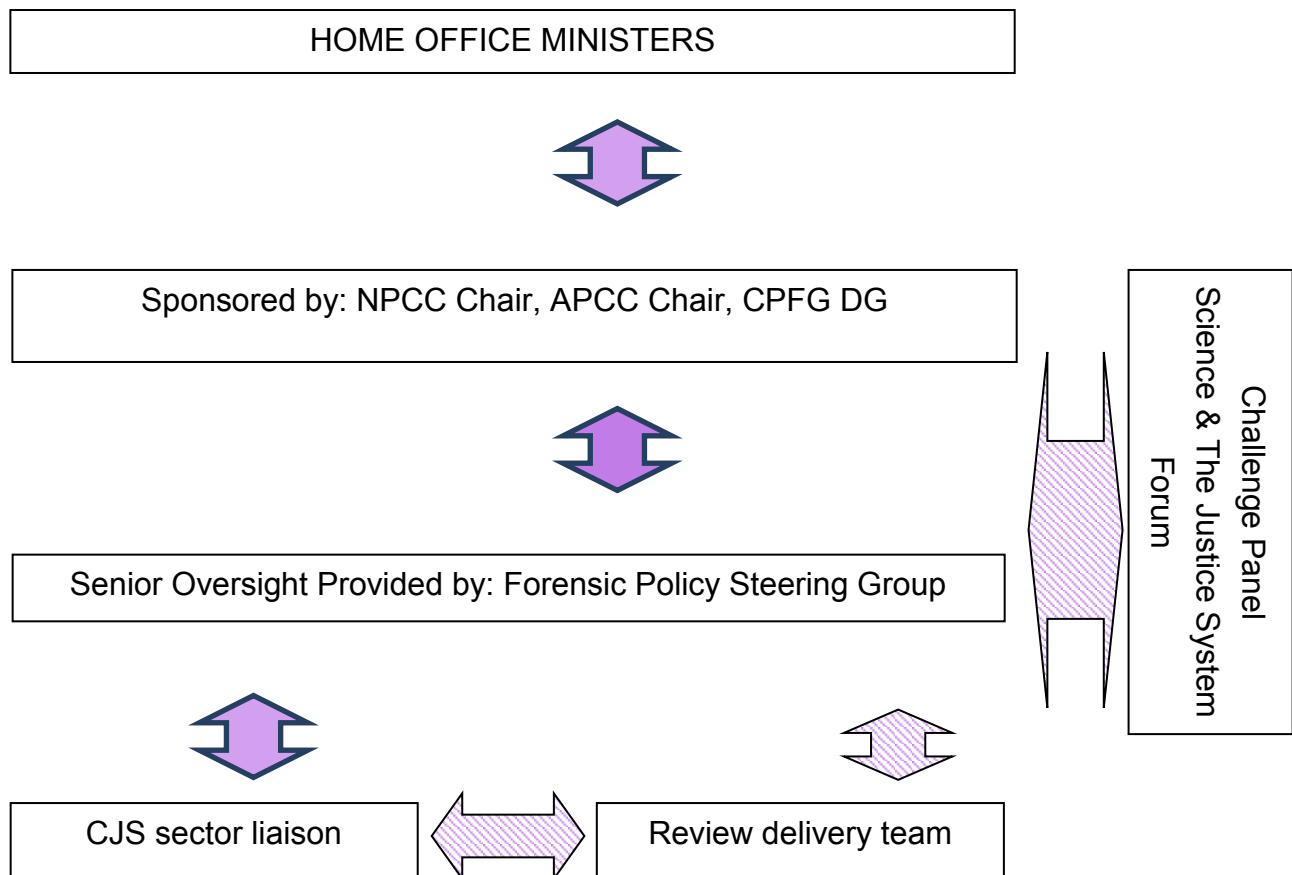 HOME OFFICE MINISTERS
Sponsored by: NPCC Chair, APCC Chair, CPFG DG
Challenge Panel
Science & The Justice System
Forum
Senior Oversight Provided by: Forensic Policy Steering Group
CJS sector liaison
Review delivery team